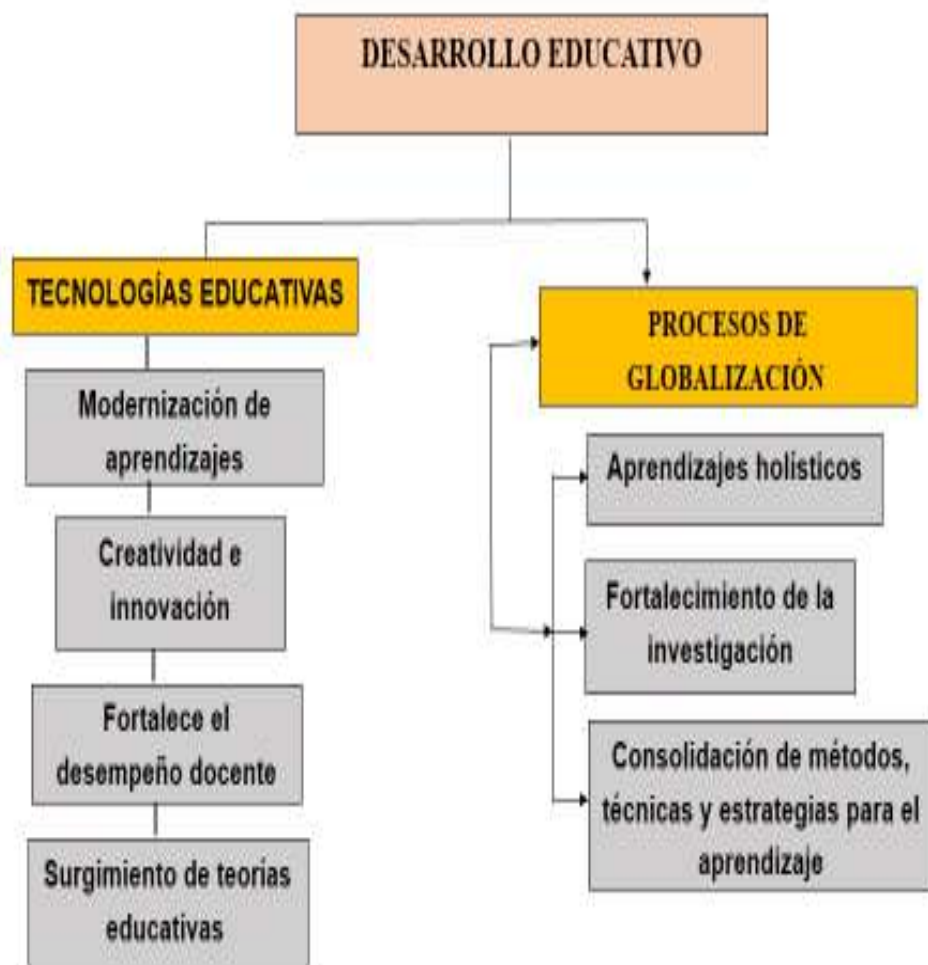 DESARROLLO EDUCATIVO
TECNOLOGÍAS EDUCATIVAS
Modernización de
aprendizajes
Creatividad e
innovación
Fortalece el
desempeño docente
Surgimiento de teorías
educativas
PROCESOS DE
GLOBALIZACIÓN
Aprendizajes holísticos
Fortalecimiento de la
investigación
Consolidación de métodos,
técnicas y estrategias para el
aprendizaje